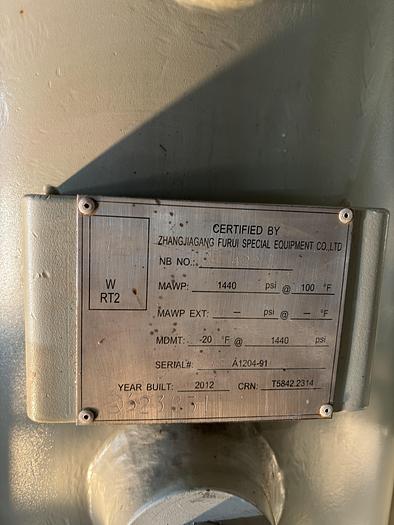 CERTIFIED BY
ZHANGJIAGANG FURUI SPECIAL EQUIPMENT CO.,LTD
NB NO.:
W
RT2
MAWP: 1440 psi @ 100 °F
MAWP EXT: — psi @ — °F
MDMT: -20 °F @ 1440 psi
SERIAL#: A1204-91
YEAR BUILT: 2012 CRN: T5842.2314